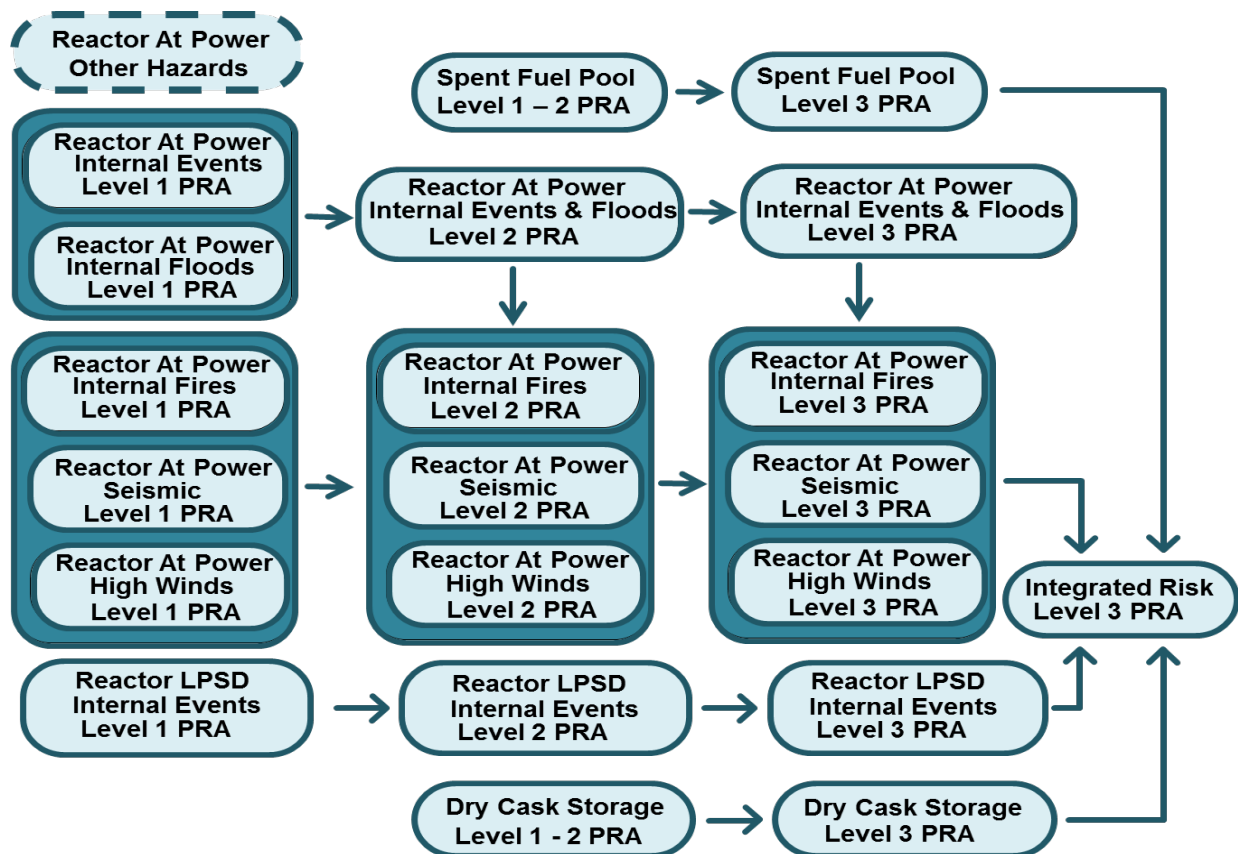 Reactor At Power
Other Hazards
Spent Fuel Pool
Level 1 – 2 PRA
Spent Fuel Pool
Level 3 PRA
Reactor At Power
Internal Events
Level 1 PRA
Reactor At Power
Internal Floods
Level 1 PRA
Reactor At Power
Internal Events & Floods
Level 2 PRA
Reactor At Power
Internal Events & Floods
Level 3 PRA
Reactor At Power
Internal Fires
Level 1 PRA
Reactor At Power
Seismic
Level 1 PRA
Reactor At Power
High Winds
Level 1 PRA
Reactor At Power
Internal Fires
Level 2 PRA
Reactor At Power
Seismic
Level 2 PRA
Reactor At Power
High Winds
Level 2 PRA
Reactor At Power
Internal Fires
Level 3 PRA
Reactor At Power
Seismic
Level 3 PRA
Reactor At Power
High Winds
Level 3 PRA
Integrated Risk
Level 3 PRA
Reactor LPSD
Internal Events
Level 1 PRA
Reactor LPSD
Internal Events
Level 2 PRA
Reactor LPSD
Internal Events
Level 3 PRA
Dry Cask Storage
Level 1 - 2 PRA
Dry Cask Storage
Level 3 PRA